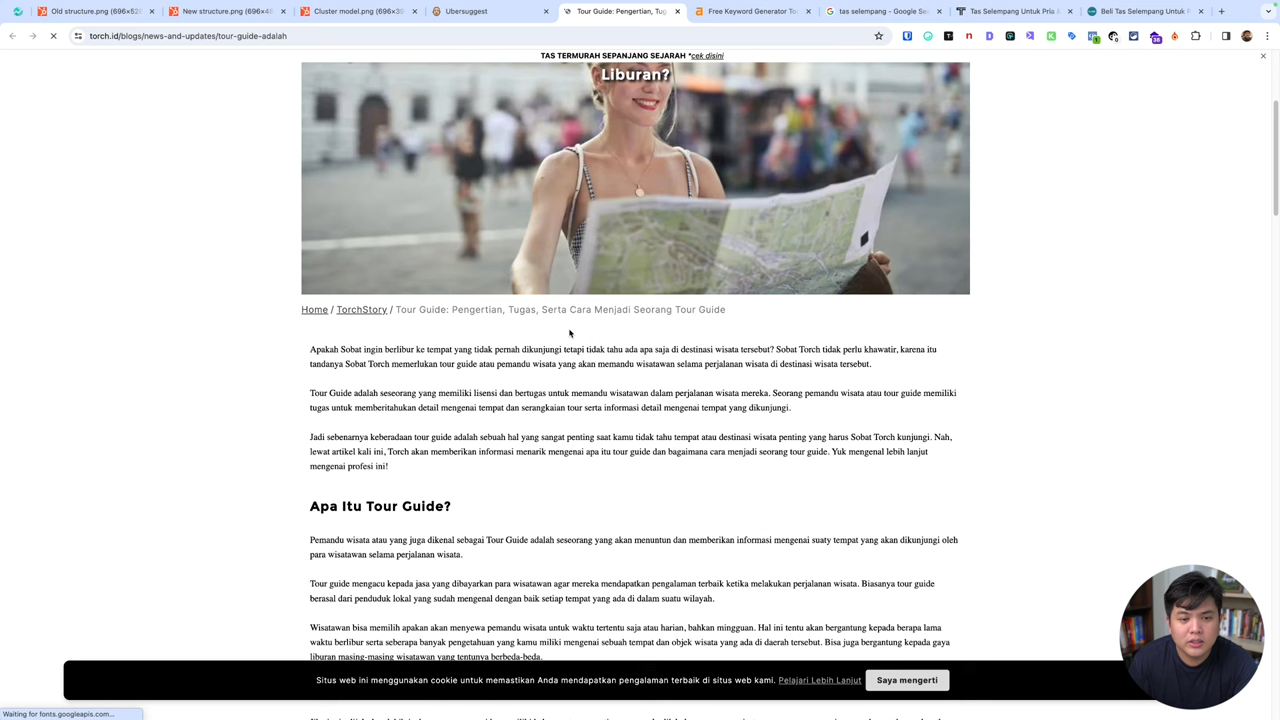 Old structure.png (696×52
New structure.png (696×4
Cluster model.png (696×3
Ubersuggest
Tour Guide: Pengertian, Tug
Free Keyword Generator To
tas selempang - Google Se
Tas Selempang Untuk Pria
Beli Tas Selempang Untuk P
torch.id/blogs/news-and-updates/tour-guide-adalah
TAS TERMURAH SEPANJANG SEJARAH *cek disini
Liburan?
Home / TorchStory / Tour Guide: Pengertian, Tugas, Serta Cara Menjadi Seorang Tour Guide
Apakah Sobat ingin berlibur ke tempat yang tidak pernah dikunjungi tetapi tidak tahu ada apa saja di destinasi wisata tersebut? Sobat Torch tidak perlu khawatir, karena itu
tandanya Sobat Torch memerlukan tour guide atau pemandu wisata yang akan memandu wisatawan selama perjalanan wisata di destinasi wisata tersebut.
Tour Guide adalah seseorang yang memiliki lisensi dan bertugas untuk memandu wisatawan dalam perjalanan wisata mereka. Seorang pemandu wisata atau tour guide memiliki
tugas untuk memberitahukan detail mengenai tempat dan serangkaian tour serta informasi detail mengenai tempat yang dikunjungi.
Jadi sebenarnya keberadaan tour guide adalah sebuah hal yang sangat penting saat kamu tidak tahu tempat atau destinasi wisata penting yang harus Sobat Torch kunjungi. Nah,
lewat artikel kali ini, Torch akan memberikan informasi menarik mengenai apa itu tour guide dan bagaimana cara menjadi seorang tour guide. Yuk mengenal lebih lanjut
mengenai profesi ini!
Apa Itu Tour Guide?
Pemandu wisata atau yang juga dikenal sebagai Tour Guide adalah seseorang yang akan menuntun dan memberikan informasi mengenai suaty tempat yang akan dikunjungi oleh
para wisatawan selama perjalanan wisata.
Tour guide mengacu kepada jasa yang dibayarkan para wisatawan agar mereka mendapatkan pengalaman terbaik ketika melakukan perjalanan wisata. Biasanya tour guide
berasal dari penduduk lokal yang sudah mengenal dengan baik setiap tempat yang ada di dalam suatu wilayah.
Wisatawan bisa memilih apakan akan menyewa pemandu wisata untuk waktu tertentu saja atau harian, bahkan mingguan. Hal ini tentu akan bergantung kepada berapa lama
waktu berlibur serta seberapa banyak pengetahuan yang kamu miliki mengenai sebuah tempat dan objek wisata yang ada di daerah tersebut. Bisa juga bergantung kepada gaya
liburan masing-masing wisatawan yang tentunya berbeda-beda.
Situs web ini menggunakan cookie untuk memastikan Anda mendapatkan pengalaman terbaik di situs web kami. Pelajari Lebih Lanjut
Saya mengerti
Waiting for fonts.googleapis.com...